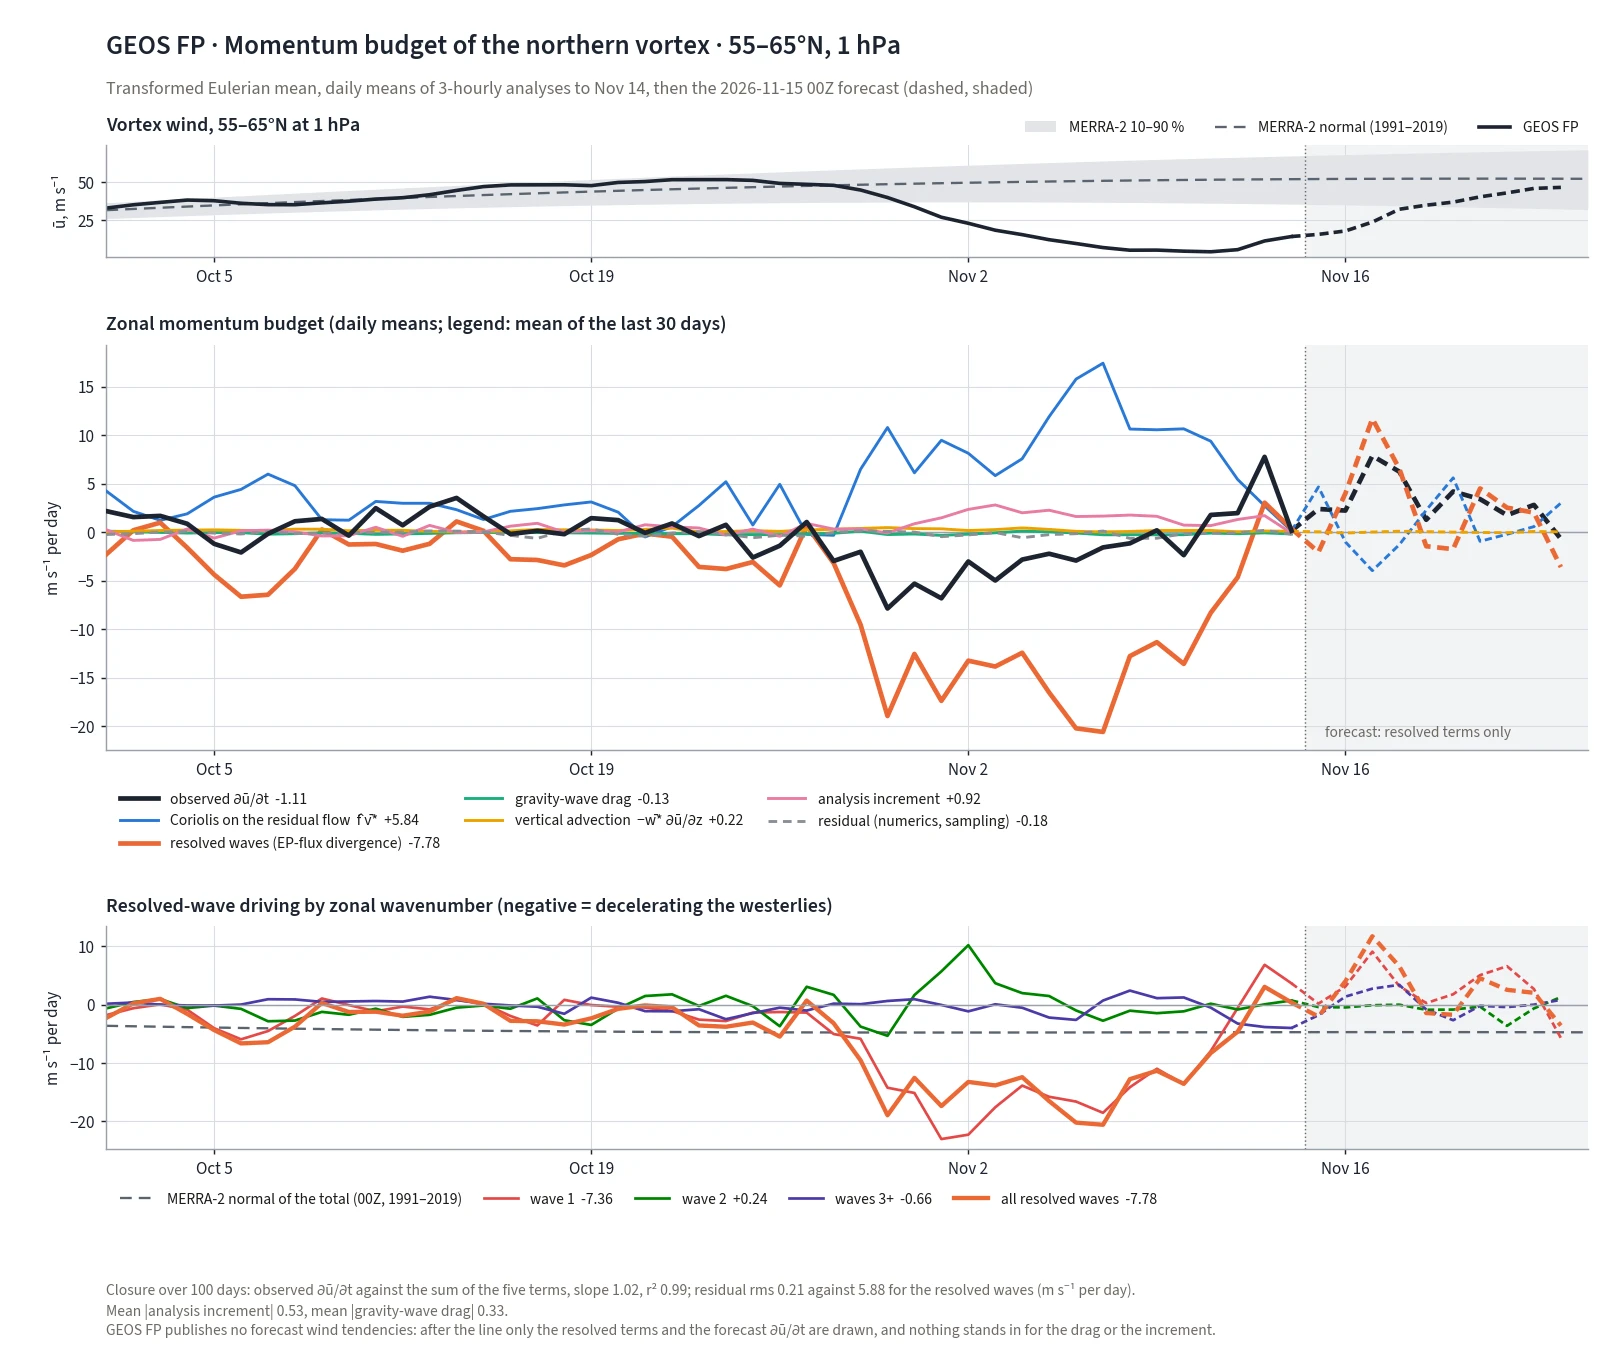 GEOS FP · Momentum budget of the northern vortex · 55–65°N, 1 hPa
Transformed Eulerian mean, daily means of 3-hourly analyses to Nov 14, then the 2026-11-15 00Z forecast (dashed, shaded)
Vortex wind, 55–65°N at 1 hPa
MERRA-2 10–90 %
MERRA-2 normal (1991–2019)
GEOS FP
50
25
ū, m s⁻¹
Oct 5
Oct 19
Nov 2
Nov 16
Zonal momentum budget (daily means; legend: mean of the last 30 days)
15
10
5
0
−5
−10
−15
−20
m s⁻¹ per day
forecast: resolved terms only
Oct 5
Oct 19
Nov 2
Nov 16
observed ∂ū/∂t -1.11
gravity-wave drag -0.13
analysis increment +0.92
Coriolis on the residual flow f v̄* +5.84
vertical advection −w̄* ∂ū/∂z +0.22
residual (numerics, sampling) -0.18
resolved waves (EP-flux divergence) -7.78
Resolved-wave driving by zonal wavenumber (negative = decelerating the westerlies)
10
0
−10
−20
m s⁻¹ per day
Oct 5
Oct 19
Nov 2
Nov 16
MERRA-2 normal of the total (00Z, 1991–2019)
wave 1 -7.36
wave 2 +0.24
waves 3+ -0.66
all resolved waves -7.78
Closure over 100 days: observed ∂ū/∂t against the sum of the five terms, slope 1.02, r² 0.99; residual rms 0.21 against 5.88 for the resolved waves (m s⁻¹ per day).
Mean |analysis increment| 0.53, mean |gravity-wave drag| 0.33.
GEOS FP publishes no forecast wind tendencies: after the line only the resolved terms and the forecast ∂ū/∂t are drawn, and nothing stands in for the drag or the increment.